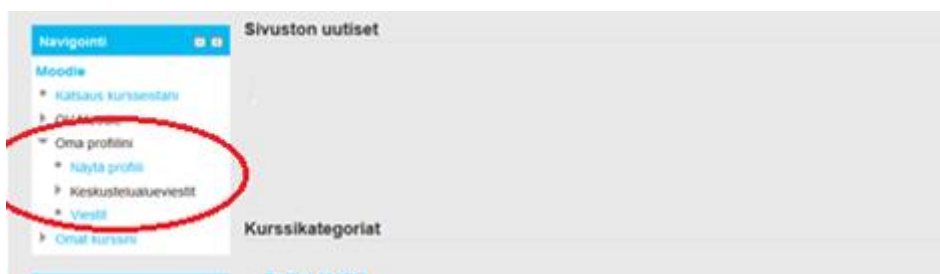 Navigointi
Sivuston uutiset
Moodle
Katsaus kursseistani
Oma profiilini
Näytä profiili
Keskustelualueviestit
Viestit
Omat kurssini
Kurssikategoriat